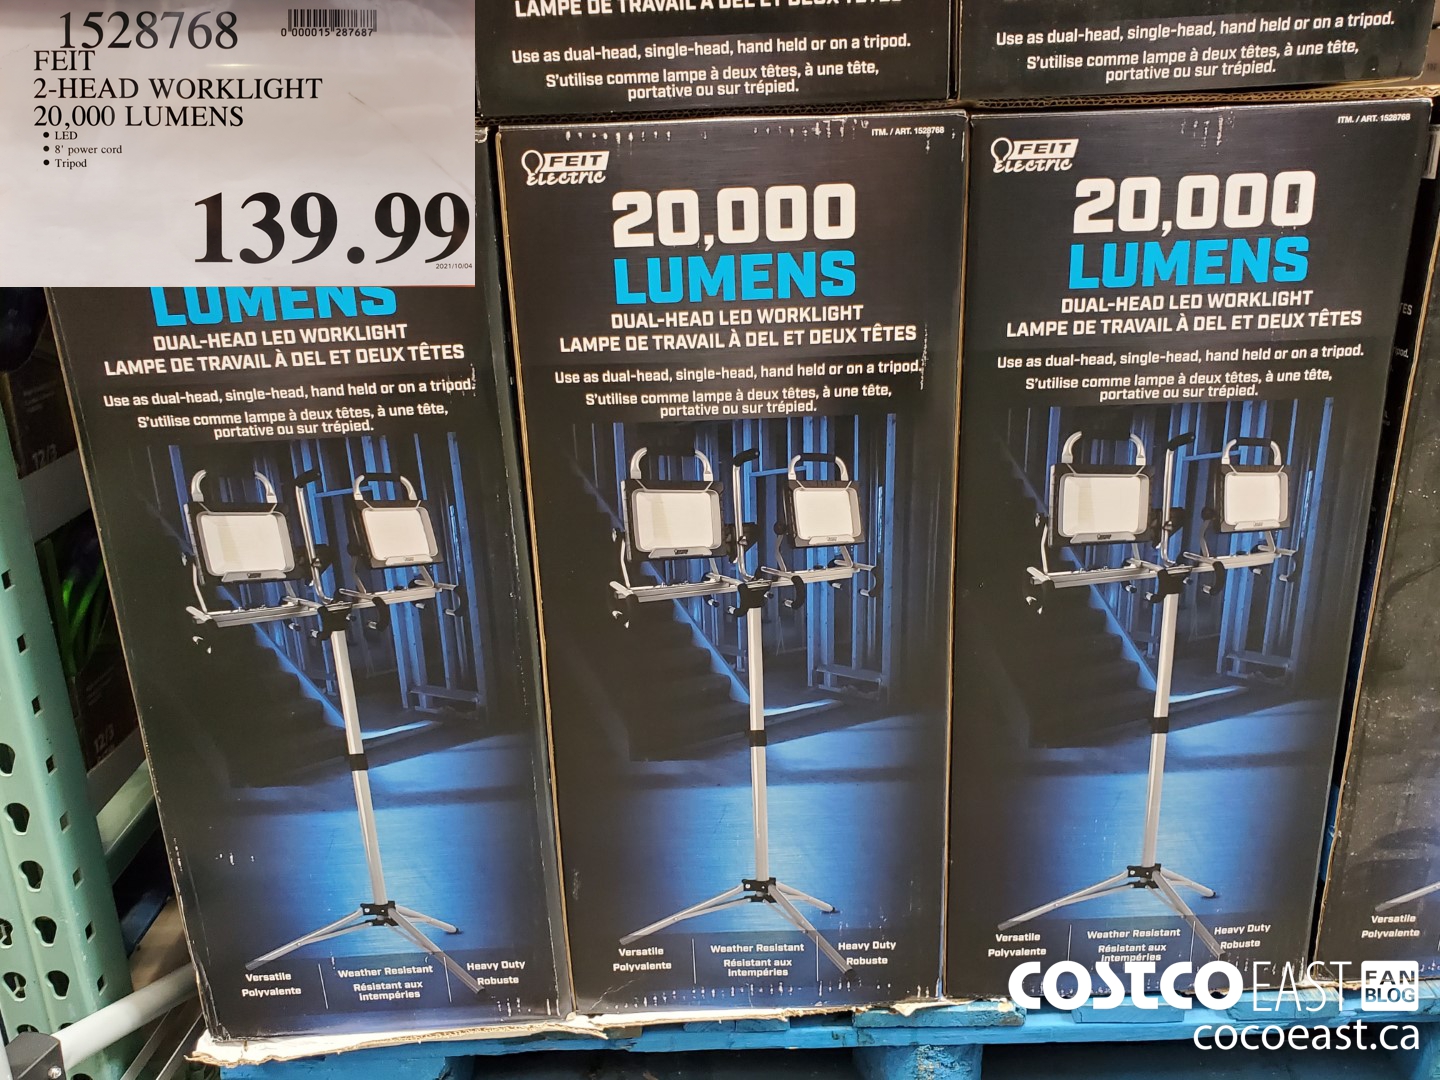 1528768
0 000015 287687
FEIT
2-HEAD WORKLIGHT
20,000 LUMENS
• LED
• 8' power cord
• Tripod
139.99
2021/10/04
LAMPE DE TRAVAIL À DEL ET DEUX TÊTES
Use as dual-head, single-head, hand held or on a tripod.
S'utilise comme lampe à deux têtes, à une tête,
portative ou sur trépied.
Use as dual-head, single-head, hand held or on a tripod.
S'utilise comme lampe à deux têtes, à une tête,
portative ou sur trépied.
LUMENS
DUAL-HEAD LED WORKLIGHT
LAMPE DE TRAVAIL À DEL ET DEUX TÊTES
Use as dual-head, single-head, hand held or on a tripod.
S'utilise comme lampe à deux têtes, à une tête,
portative ou sur trépied.
Versatile
Polyvalente
Weather Resistant
Résistant aux
intempéries
Heavy Duty
Robuste
ITM. / ART. 1528768
FEIT
Electric
20,000
LUMENS
DUAL-HEAD LED WORKLIGHT
LAMPE DE TRAVAIL À DEL ET DEUX TÊTES
Use as dual-head, single-head, hand held or on a tripod.
S'utilise comme lampe à deux têtes, à une tête,
portative ou sur trépied.
Versatile
Polyvalente
Weather Resistant
Résistant aux
intempéries
Heavy Duty
Robuste
ITM. / ART. 1528768
FEIT
Electric
20,000
LUMENS
DUAL-HEAD LED WORKLIGHT
LAMPE DE TRAVAIL À DEL ET DEUX TÊTES
Use as dual-head, single-head, hand held or on a tripod.
S'utilise comme lampe à deux têtes, à une tête,
portative ou sur trépied.
Versatile
Polyvalente
Weather Resistant
Résistant aux
intempéries
Heavy Duty
Robuste
Versatile
Polyvalente
COSTCO EAST FAN
BLOG
cocoeast.ca